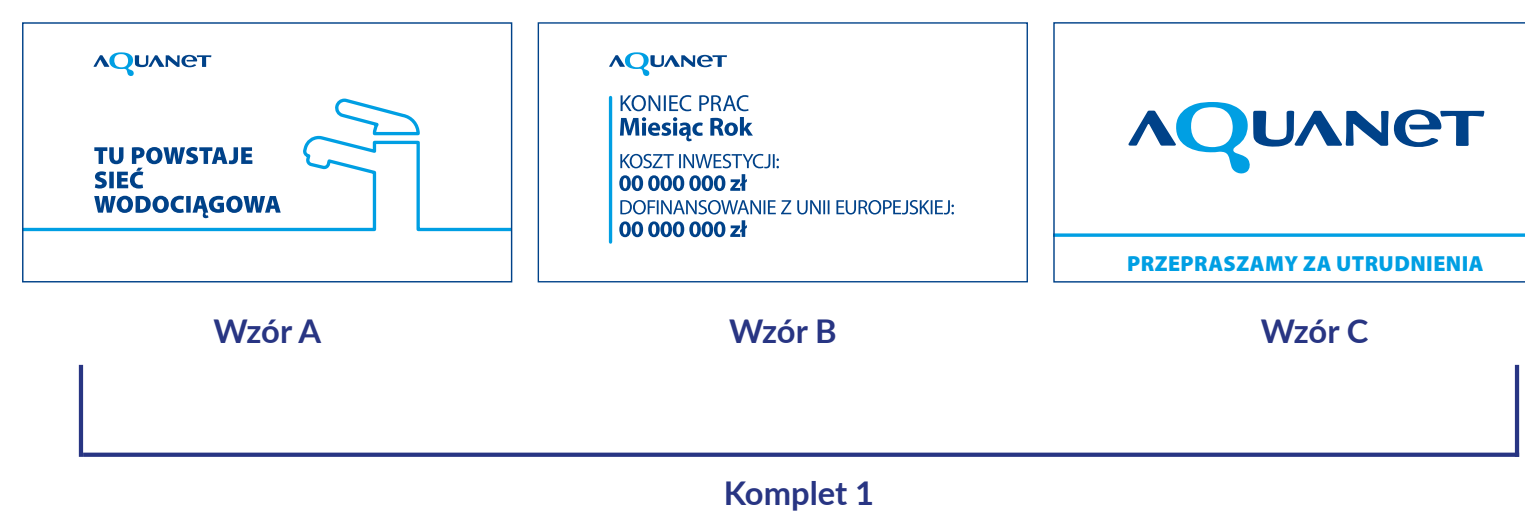 AQUANET
TU POWSTAJE
SIEĆ
WODOCIĄGOWA
AQUANET
KONIEC PRAC
Miesiąc Rok
KOSZT INWESTYCJI:
00 000 000 zł
DOFINANSOWANIE Z UNII EUROPEJSKIEJ:
00 000 000 zł
AQUANET
PRZEPRASZAMY ZA UTRUDNIENIA
Wzór A
Wzór B
Wzór C
Komplet 1